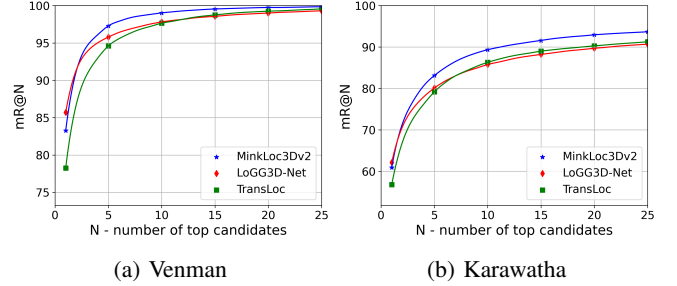 100
95
90
85
80
75
0 5 10 15 20 25
mR@N
N - number of top candidates
MinkLoc3Dv2
LoGG3D-Net
TransLoc
(a) Venman
100
90
80
70
60
0 5 10 15 20 25
mR@N
N - number of top candidates
MinkLoc3Dv2
LoGG3D-Net
TransLoc
(b) Karawatha